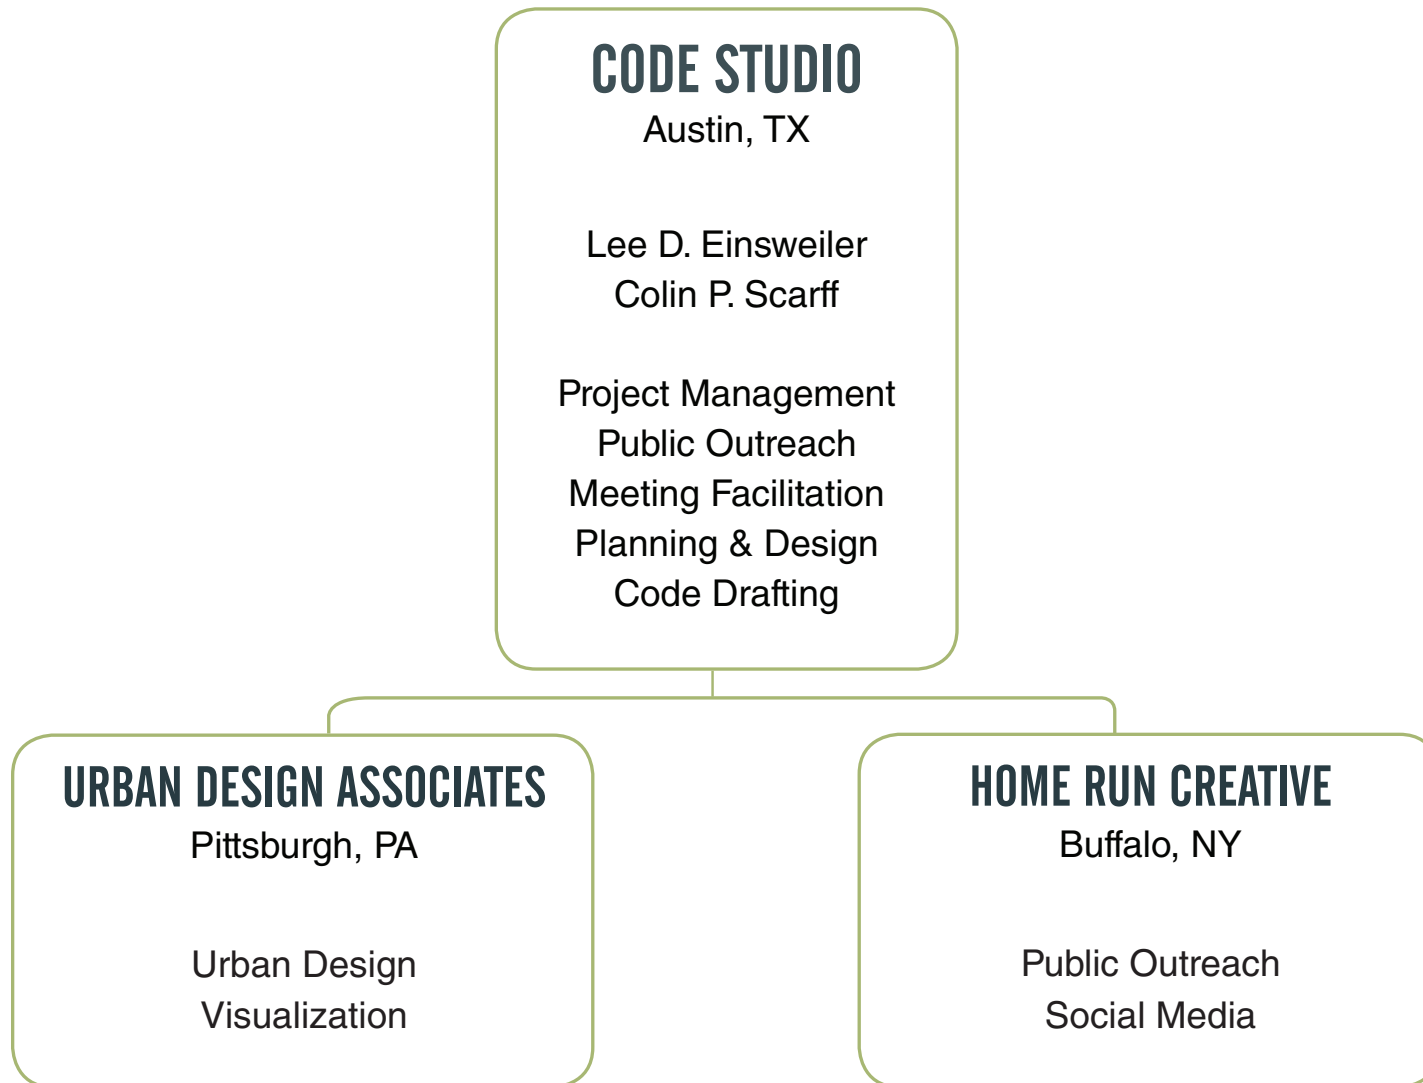 CODE STUDIO
Austin, TX
Lee D. Einsweiler
Colin P. Scarff
Project Management
Public Outreach
Meeting Facilitation
Planning & Design
Code Drafting
URBAN DESIGN ASSOCIATES
Pittsburgh, PA
Urban Design
Visualization
HOME RUN CREATIVE
Buffalo, NY
Public Outreach
Social Media